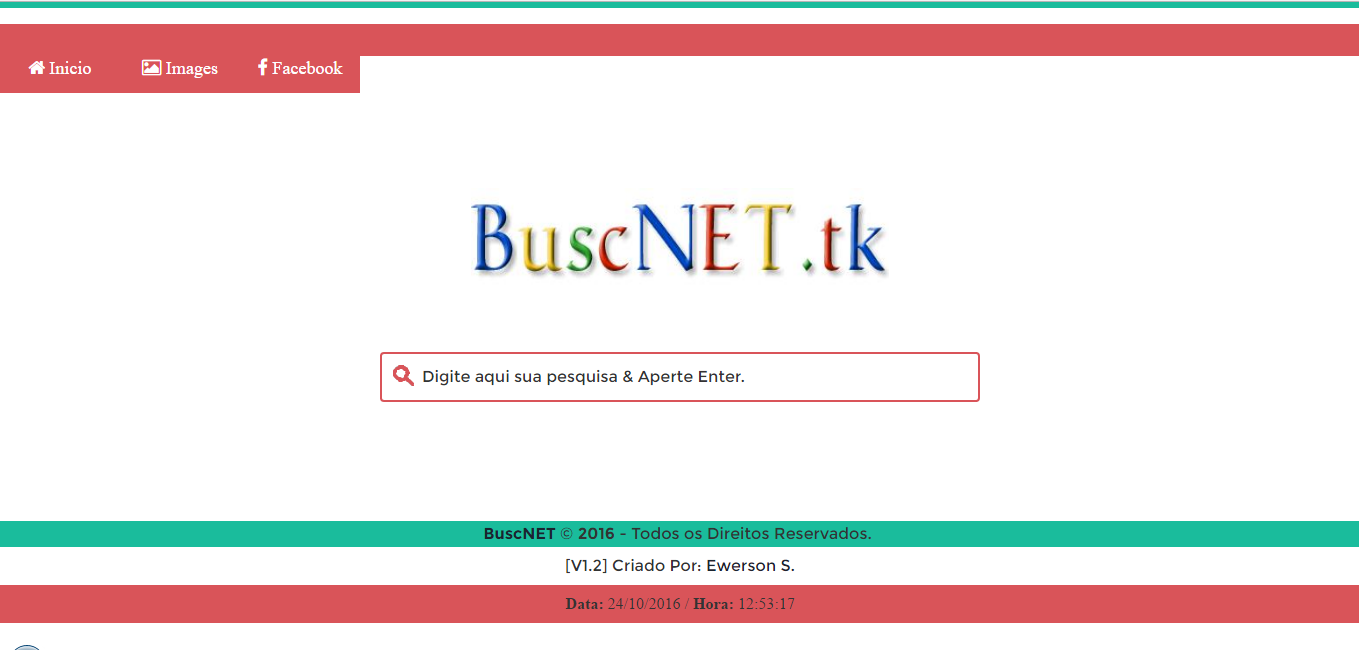 Inicio Images Facebook
BuscNET.tk
Digite aqui sua pesquisa & Aperte Enter.
BuscNET © 2016 - Todos os Direitos Reservados.
[V1.2] Criado Por: Ewerson S.
Data: 24/10/2016 / Hora: 12:53:17